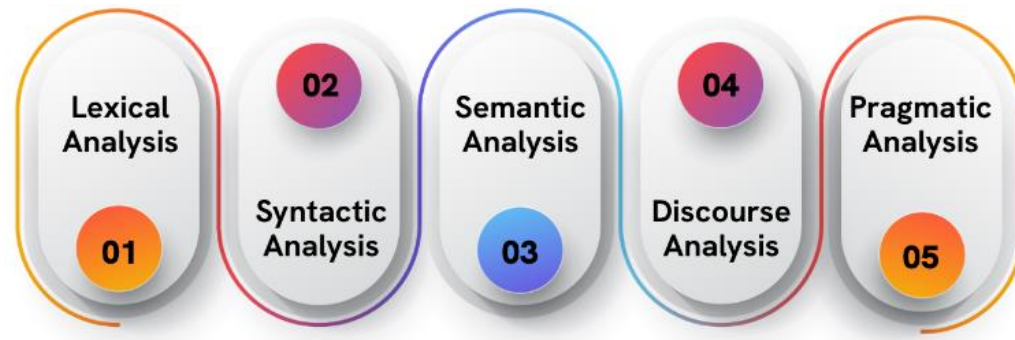 Lexical
Analysis
01
02
Syntactic
Analysis
Semantic
Analysis
03
04
Discourse
Analysis
Pragmatic
Analysis
05